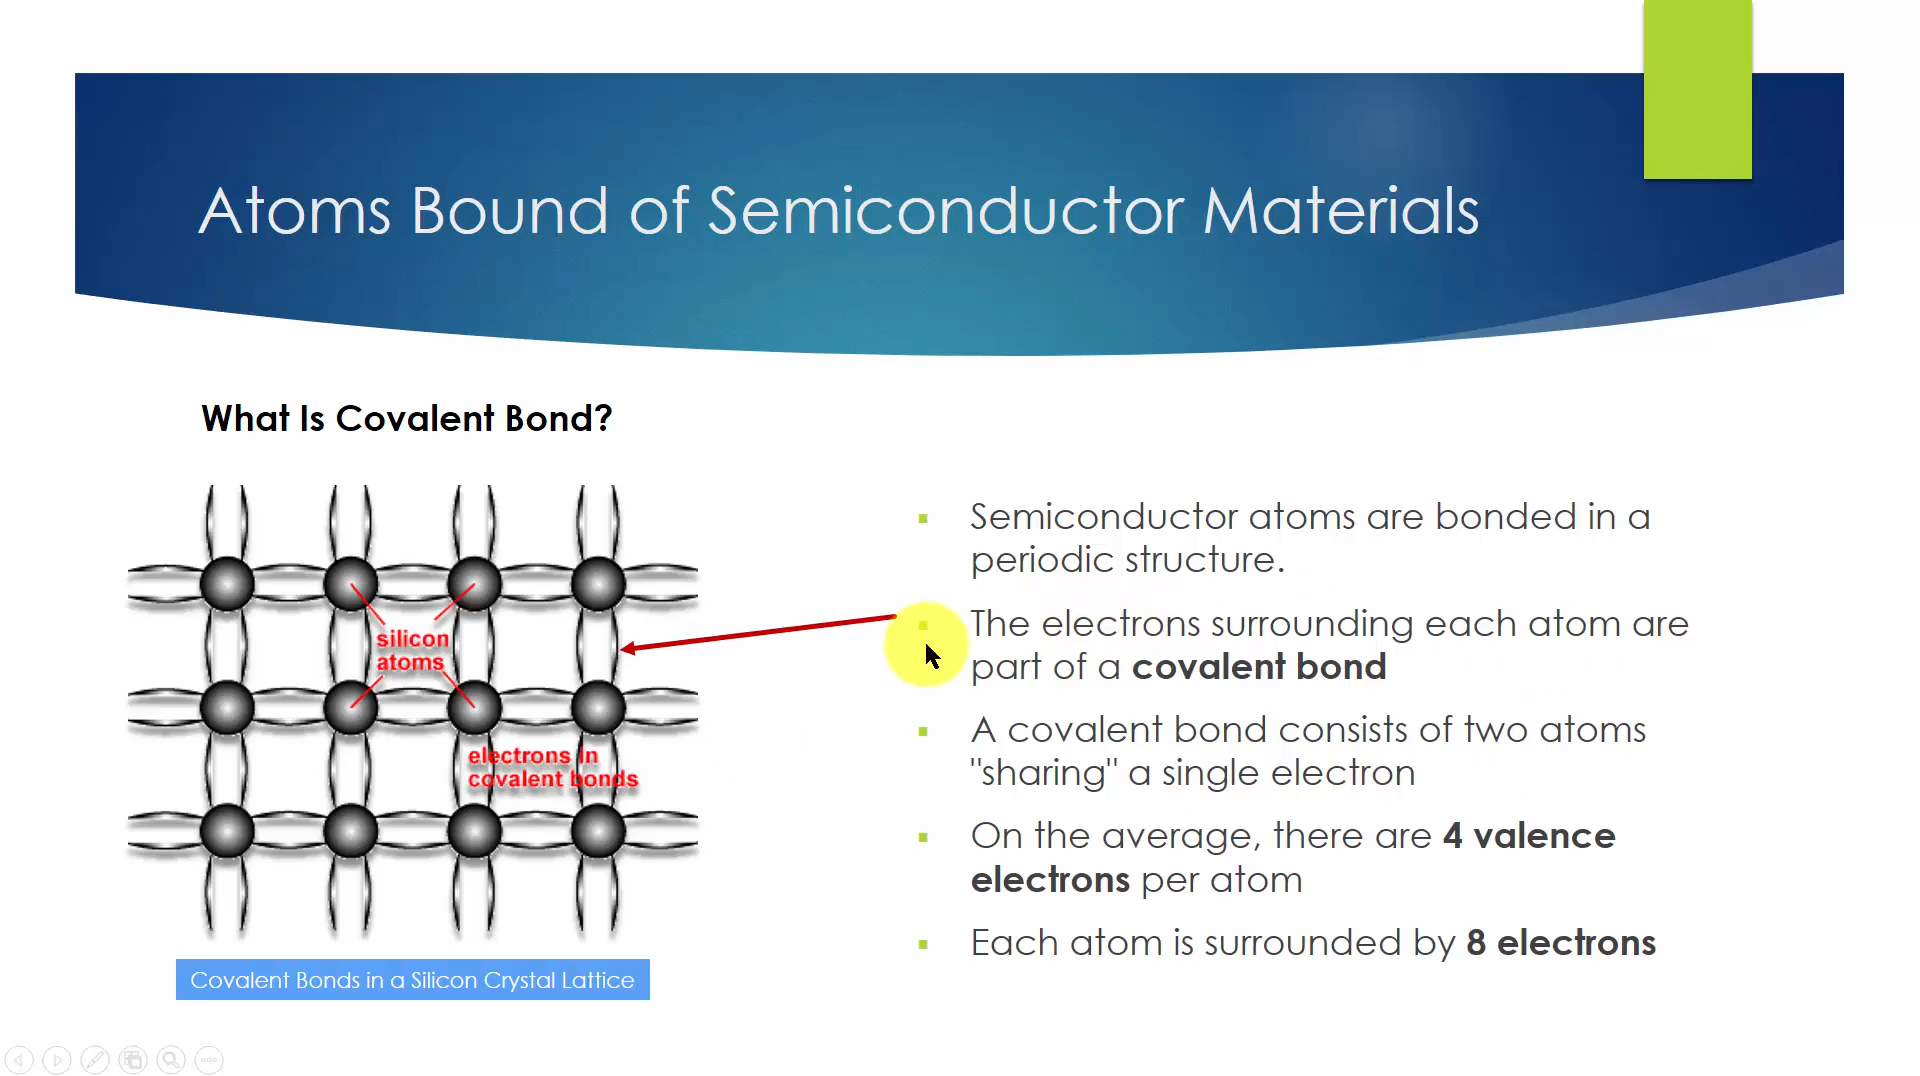 Atoms Bound of Semiconductor Materials
What Is Covalent Bond?
silicon
atoms
electrons in
covalent bonds
Covalent Bonds in a Silicon Crystal Lattice
Semiconductor atoms are bonded in a
periodic structure.
The electrons surrounding each atom are
part of a covalent bond
A covalent bond consists of two atoms
"sharing" a single electron
On the average, there are 4 valence
electrons per atom
Each atom is surrounded by 8 electrons